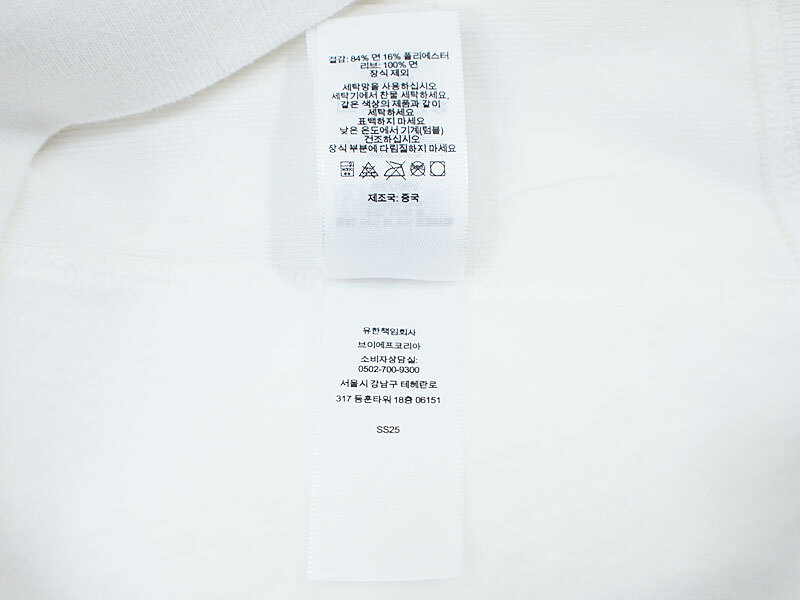 겉감: 84% 면 16% 폴리에스터
리브: 100% 면
장식 제외
세탁망을 사용하십시오
세탁기에서 찬물 세탁하세요.
같은 색상의 제품과 같이
세탁하세요
표백하지 마세요
낮은 온도에서 기계(텀블)
건조하십시오
장식 부분에 다림질하지 마세요
제조국: 중국
유한책임회사
브이에프코리아
소비자상담실:
0502-700-9300
서울시 강남구 테헤란로
317 동훈타워 18층 06151
SS25